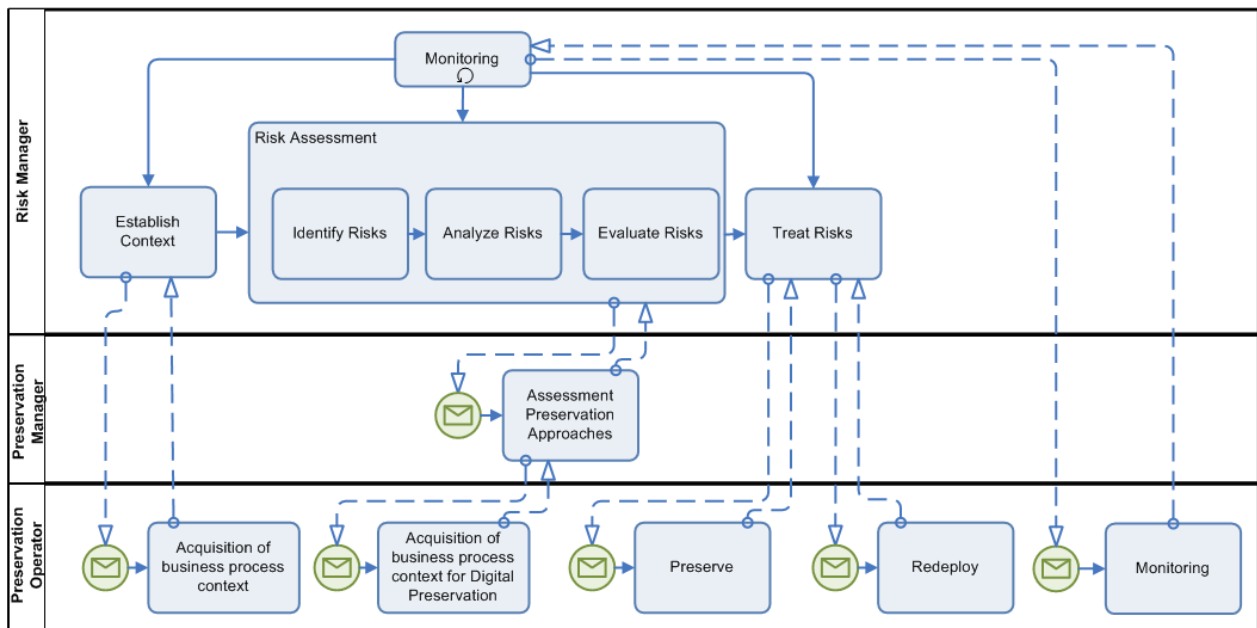 Risk Manager
Monitoring
Risk Assessment
Establish
Context
Identify Risks
Analyze Risks
Evaluate Risks
Treat Risks
Preservation
Manager
Assessment
Preservation
Approaches
Preservation
Operator
Acquisition of
business process
context
Acquisition of
business process
context for Digital
Preservation
Preserve
Redeploy
Monitoring